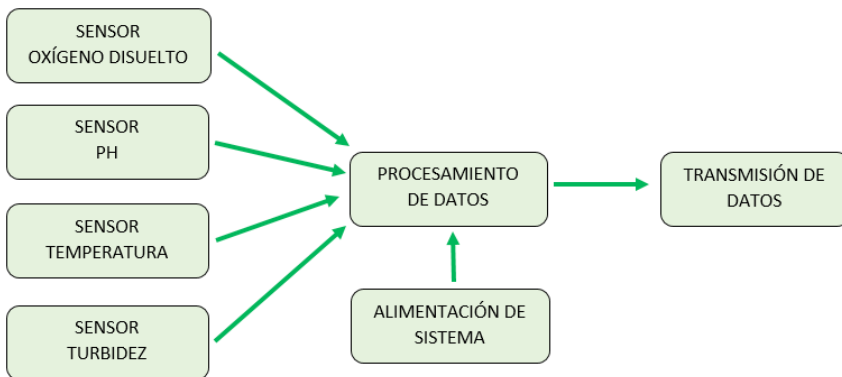 SENSOR
OXÍGENO DISUELTO
SENSOR
PH
SENSOR
TEMPERATURA
SENSOR
TURBIDEZ
PROCESAMIENTO
DE DATOS
ALIMENTACIÓN DE
SISTEMA
TRANSMISIÓN DE
DATOS